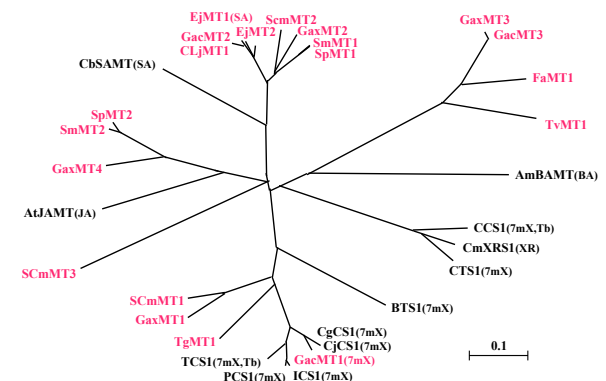 EjMT1(SA)
ScmMT2
GaxMT3
GacMT2
EjMT2
GaxMT2
GacMT3
CLjMT1
SmMT1
SpMT1
CbSAMT(SA)
FaMT1
SpMT2
SmMT2
TvMT1
GaxMT4
AmBAMT(BA)
AtJAMT(JA)
CCS1(7mX,Tb)
CmXRS1(XR)
SCmMT3
CTS1(7mX)
SCmMT1
BTS1(7mX)
GaxMT1
CgCS1(7mX)
TgMT1
CjCS1(7mX)
TCS1(7mX,Tb)
GacMT1(7mX)
PCS1(7mX)
ICS1(7mX)
0.1